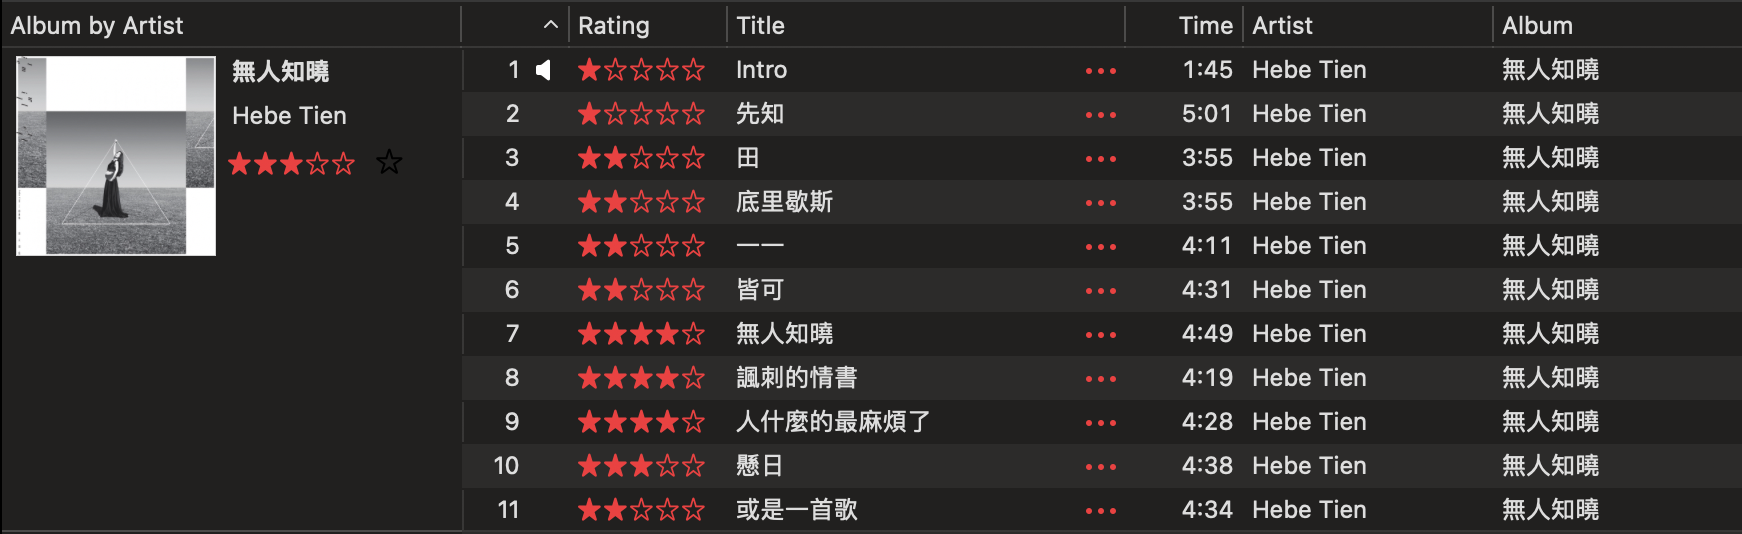 Album by Artist Rating Title Time Artist Album
無人知曉
Hebe Tien
1 Intro 1:45 Hebe Tien 無人知曉
2 先知 5:01 Hebe Tien 無人知曉
3 田 3:55 Hebe Tien 無人知曉
4 底里歇斯 3:55 Hebe Tien 無人知曉
5 一一 4:11 Hebe Tien 無人知曉
6 皆可 4:31 Hebe Tien 無人知曉
7 無人知曉 4:49 Hebe Tien 無人知曉
8 諷刺的情書 4:19 Hebe Tien 無人知曉
9 人什麼的最麻煩了 4:28 Hebe Tien 無人知曉
10 懸日 4:38 Hebe Tien 無人知曉
11 或是一首歌 4:34 Hebe Tien 無人知曉